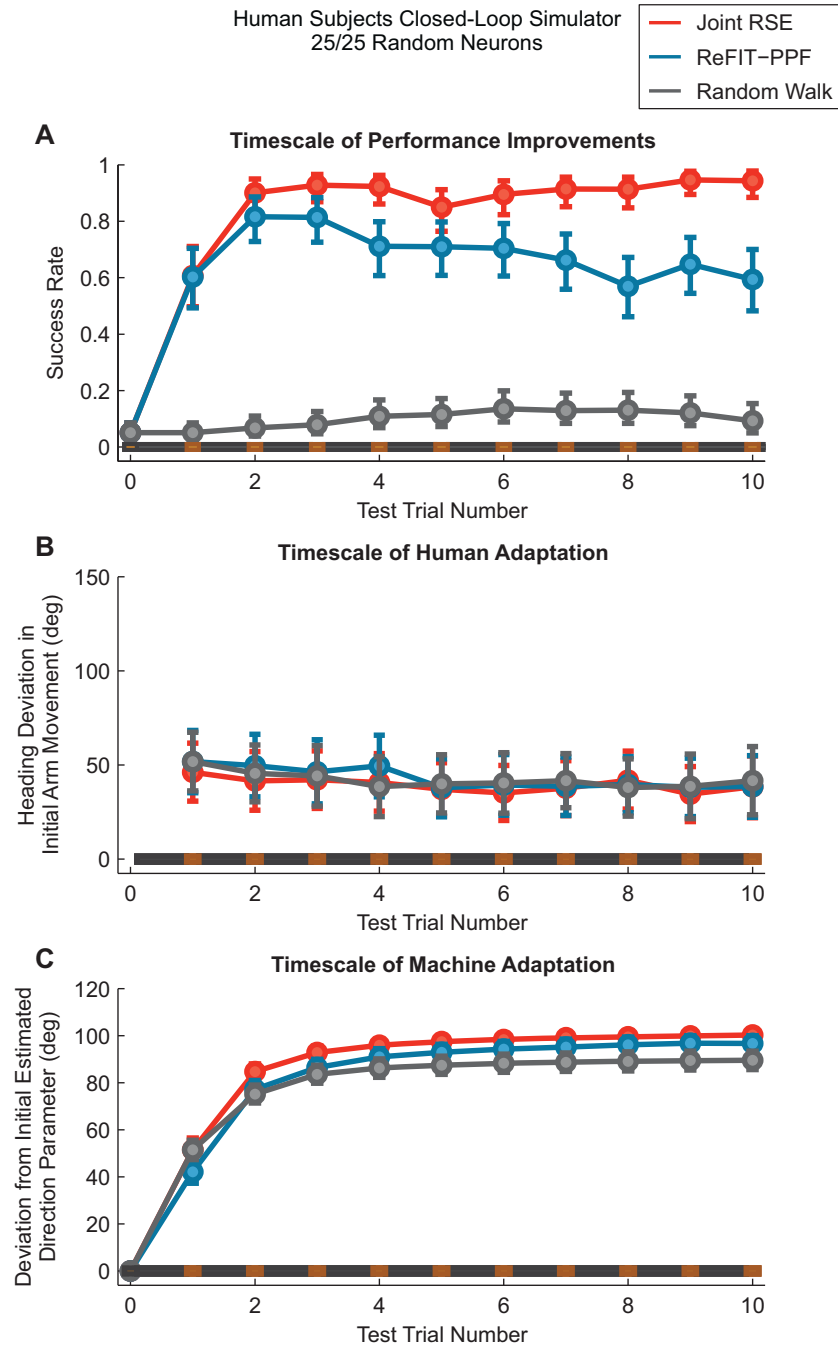 Human Subjects Closed-Loop Simulator
25/25 Random Neurons
Joint RSE
ReFIT−PPF
Random Walk
A
Timescale of Performance Improvements
1
0.8
0.6
0.4
0.2
0
Success Rate
0 2 4 6 8 10
Test Trial Number
B
Timescale of Human Adaptation
150
100
50
0
Heading Deviation in
Initial Arm Movement (deg)
0 2 4 6 8 10
Test Trial Number
C
Timescale of Machine Adaptation
120
100
80
60
40
20
0
Deviation from Initial Estimated
Direction Parameter (deg)
0 2 4 6 8 10
Test Trial Number